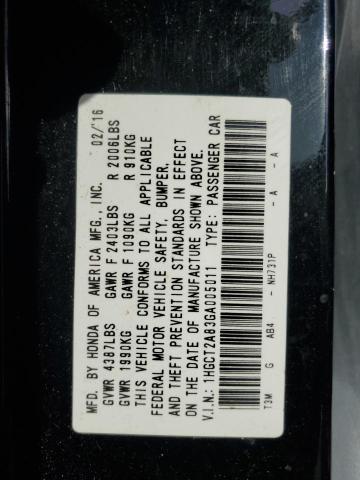 MFD. BY HONDA OF AMERICA MFG., INC. 02/16
GVWR 4387LBS GAWR F 2403LBS R 2006LBS
GVWR 1990KG GAWR F 1090KG R 910KG
THIS VEHICLE CONFORMS TO ALL APPLICABLE
FEDERAL MOTOR VEHICLE SAFETY, BUMPER,
AND THEFT PREVENTION STANDARDS IN EFFECT
ON THE DATE OF MANUFACTURE SHOWN ABOVE.
V.I.N.: 1HGCT2A83GA005011 TYPE: PASSENGER CAR
T3M G AB4 - NH731P - A - A